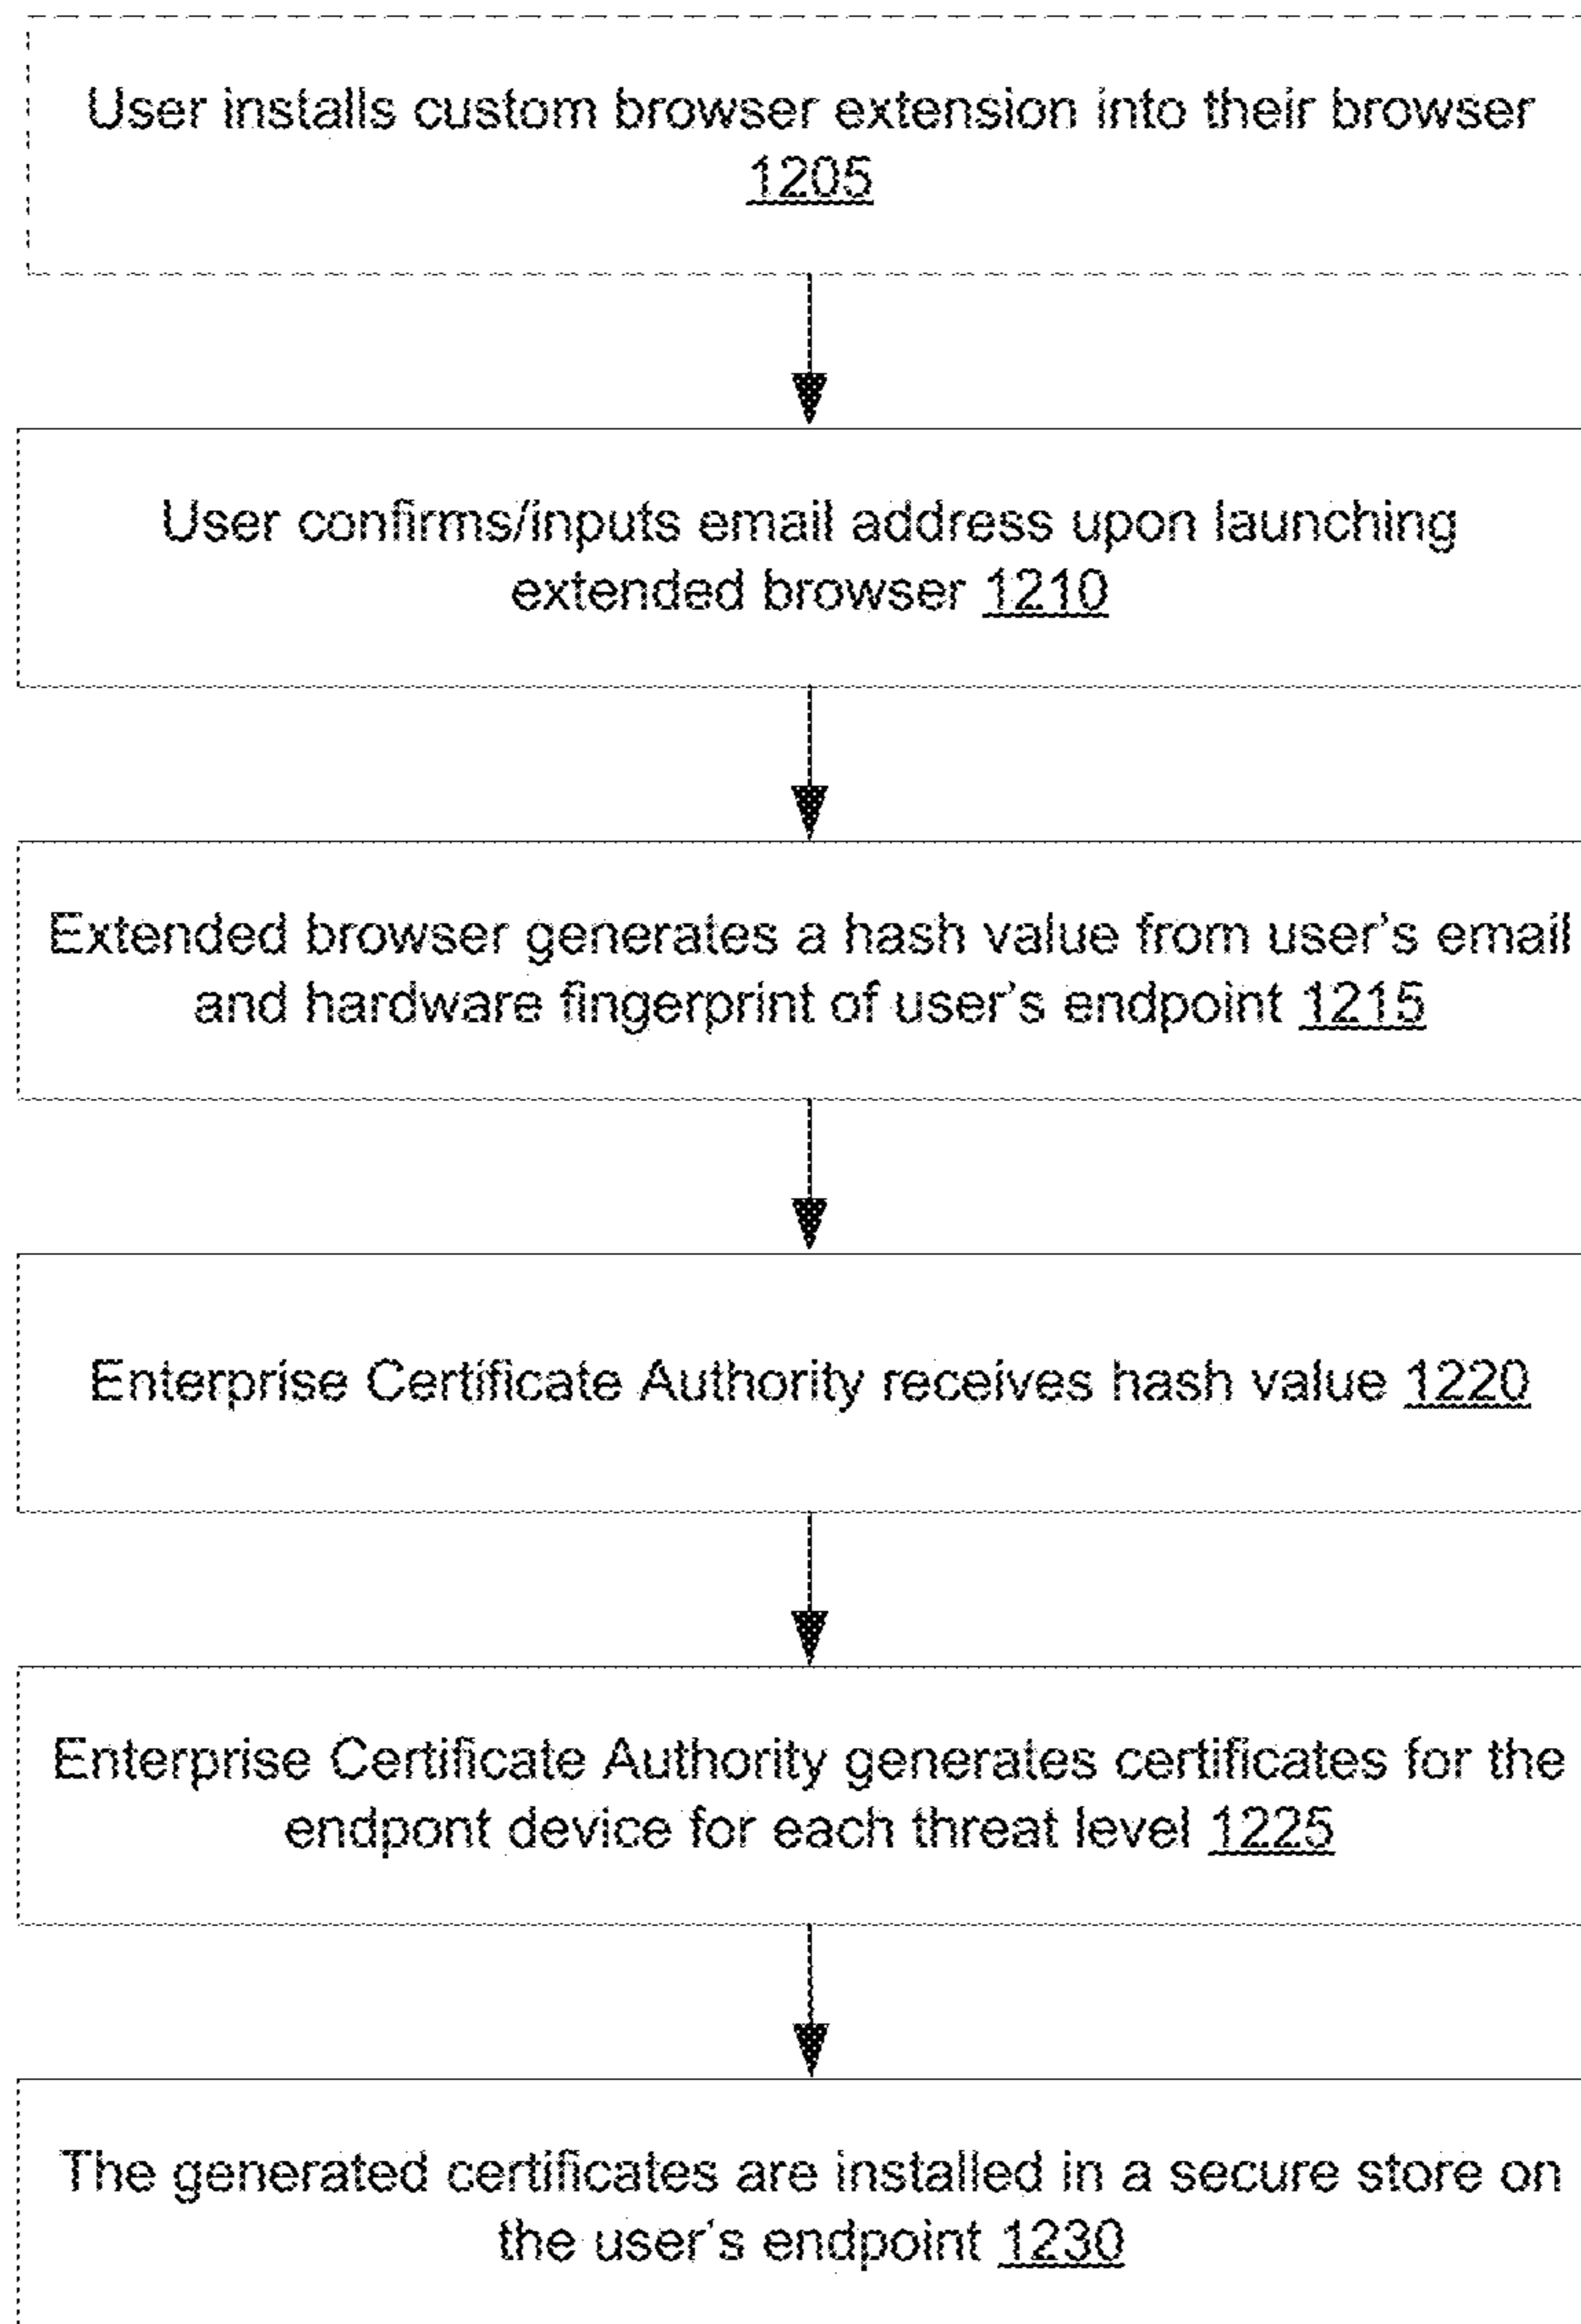 User installs custom browser extension into their browser
1205
User confirms/inputs email address upon launching
extended browser 1210
Extended browser generates a hash value from user's email
and hardware fingerprint of user's endpoint 1215
Enterprise Certificate Authority receives hash value 1220
Enterprise Certificate Authority generates certificates for the
endpont device for each threat level 1225
The generated certificates are installed in a secure store on
the user's endpoint 1230